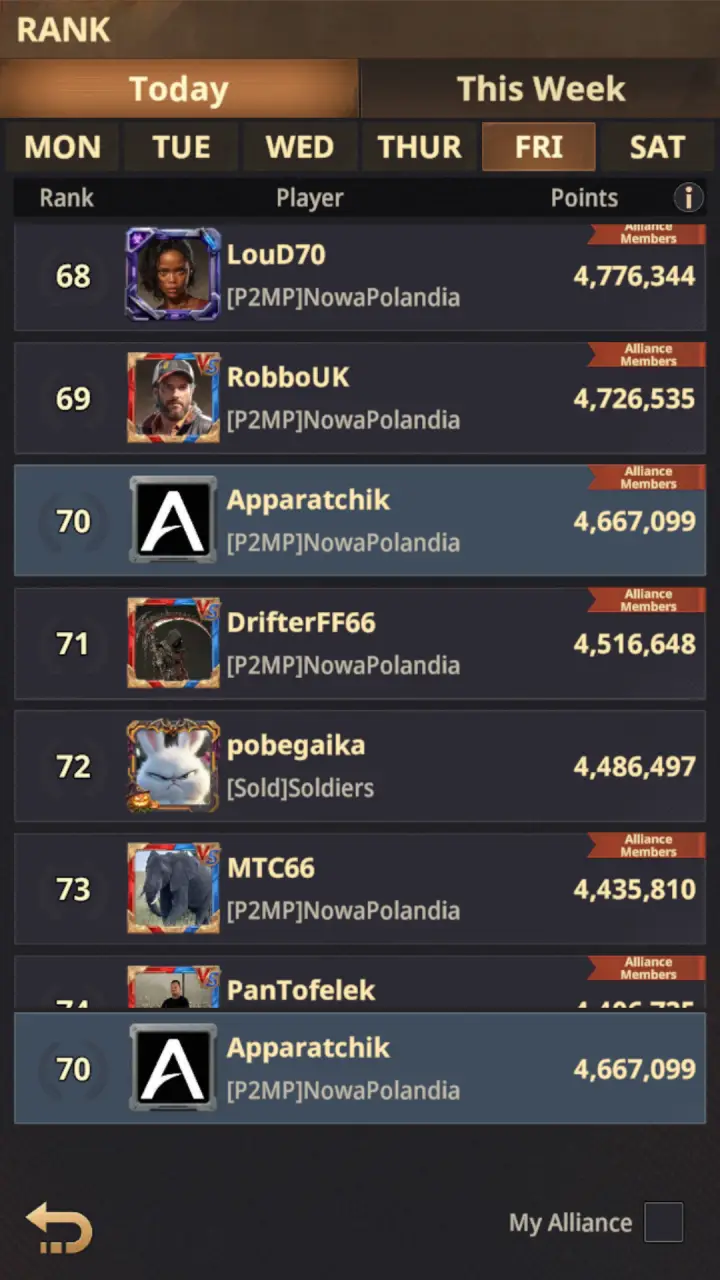 RANK
Today
This Week
MON
TUE
WED
THUR
FRI
SAT
Rank
Player
Points
i
Alliance
Members
68
LouD70
[P2MP]NowaPolandia
4,776,344
Alliance
Members
69
RobboUK
[P2MP]NowaPolandia
4,726,535
Alliance
Members
70
Apparatchik
[P2MP]NowaPolandia
4,667,099
Alliance
Members
71
DrifterFF66
[P2MP]NowaPolandia
4,516,648
72
pobegaika
[Sold]Soldiers
4,486,497
Alliance
Members
73
MTC66
[P2MP]NowaPolandia
4,435,810
Alliance
Members
PanTofelek
70
Apparatchik
[P2MP]NowaPolandia
4,667,099
My Alliance